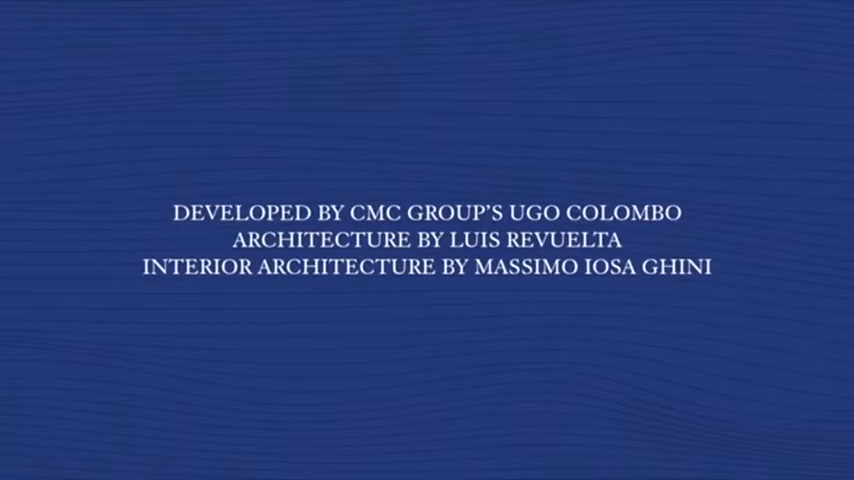 DEVELOPED BY CMC GROUP’S UGO COLOMBO
ARCHITECTURE BY LUIS REVUELTA
INTERIOR ARCHITECTURE BY MASSIMO IOSA GHINI